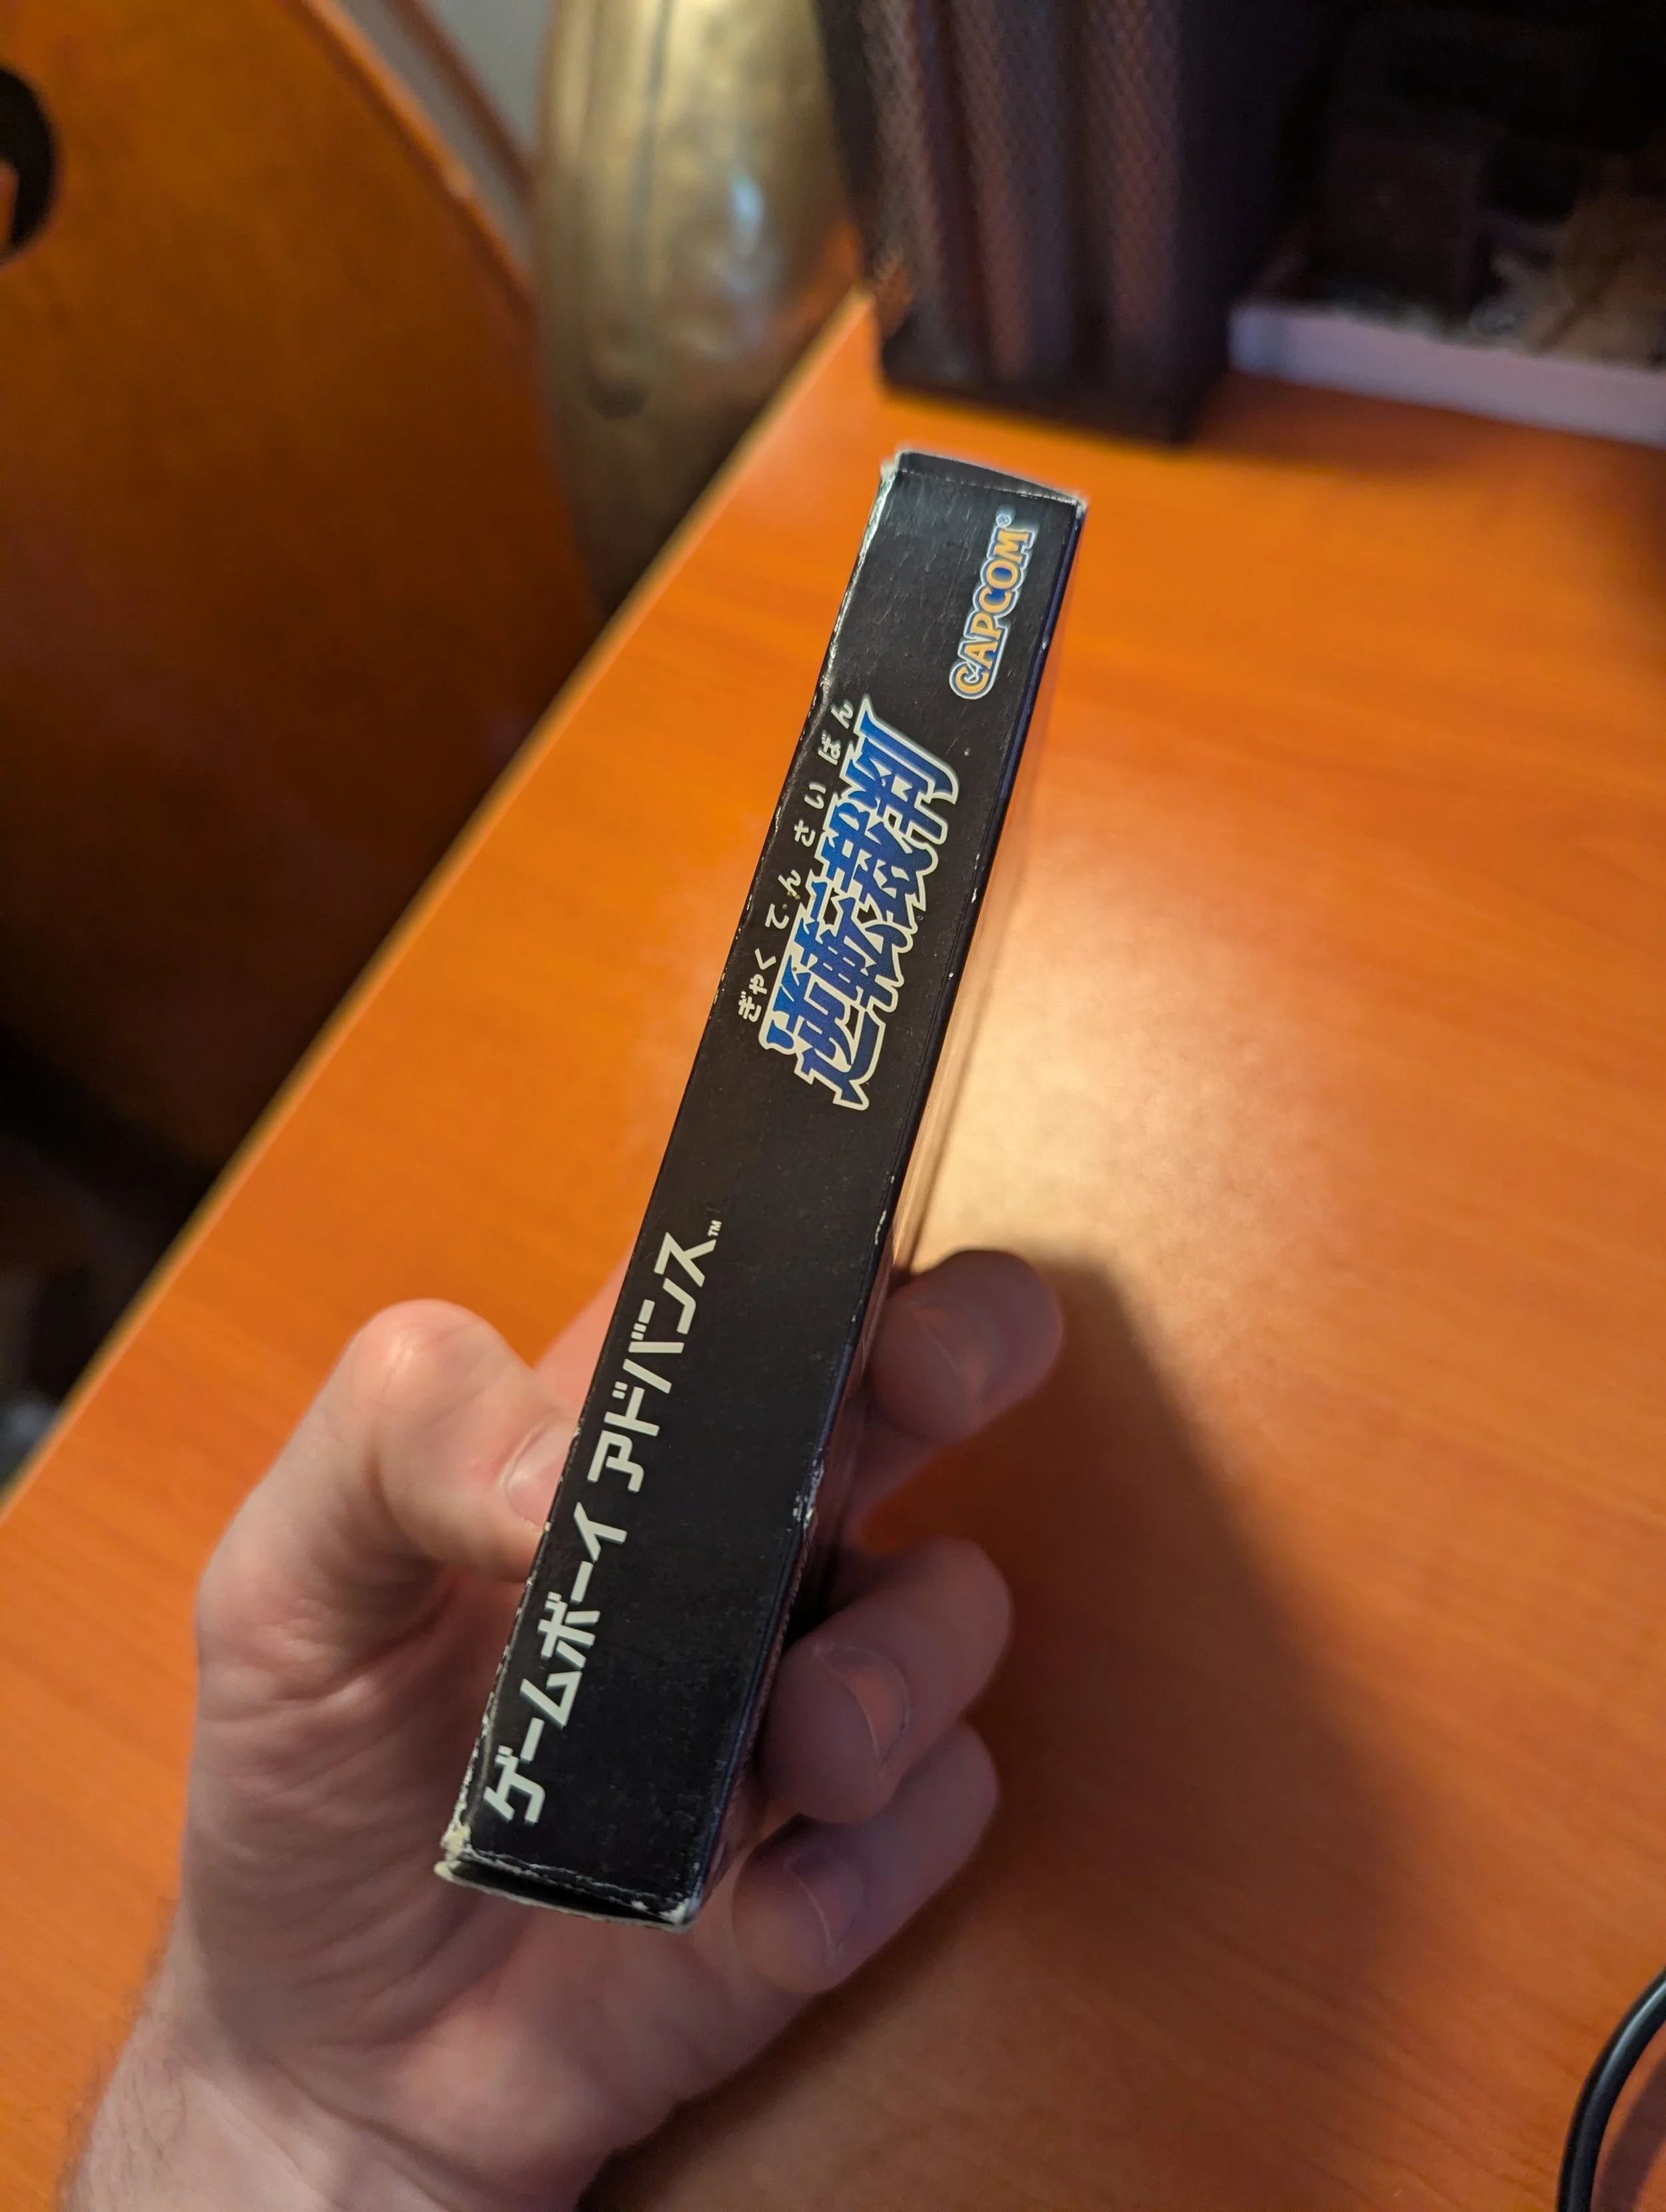 ゲームボーイ アドバンス™
ぎゃくてんさいばん
逆転裁判
CAPCOM®